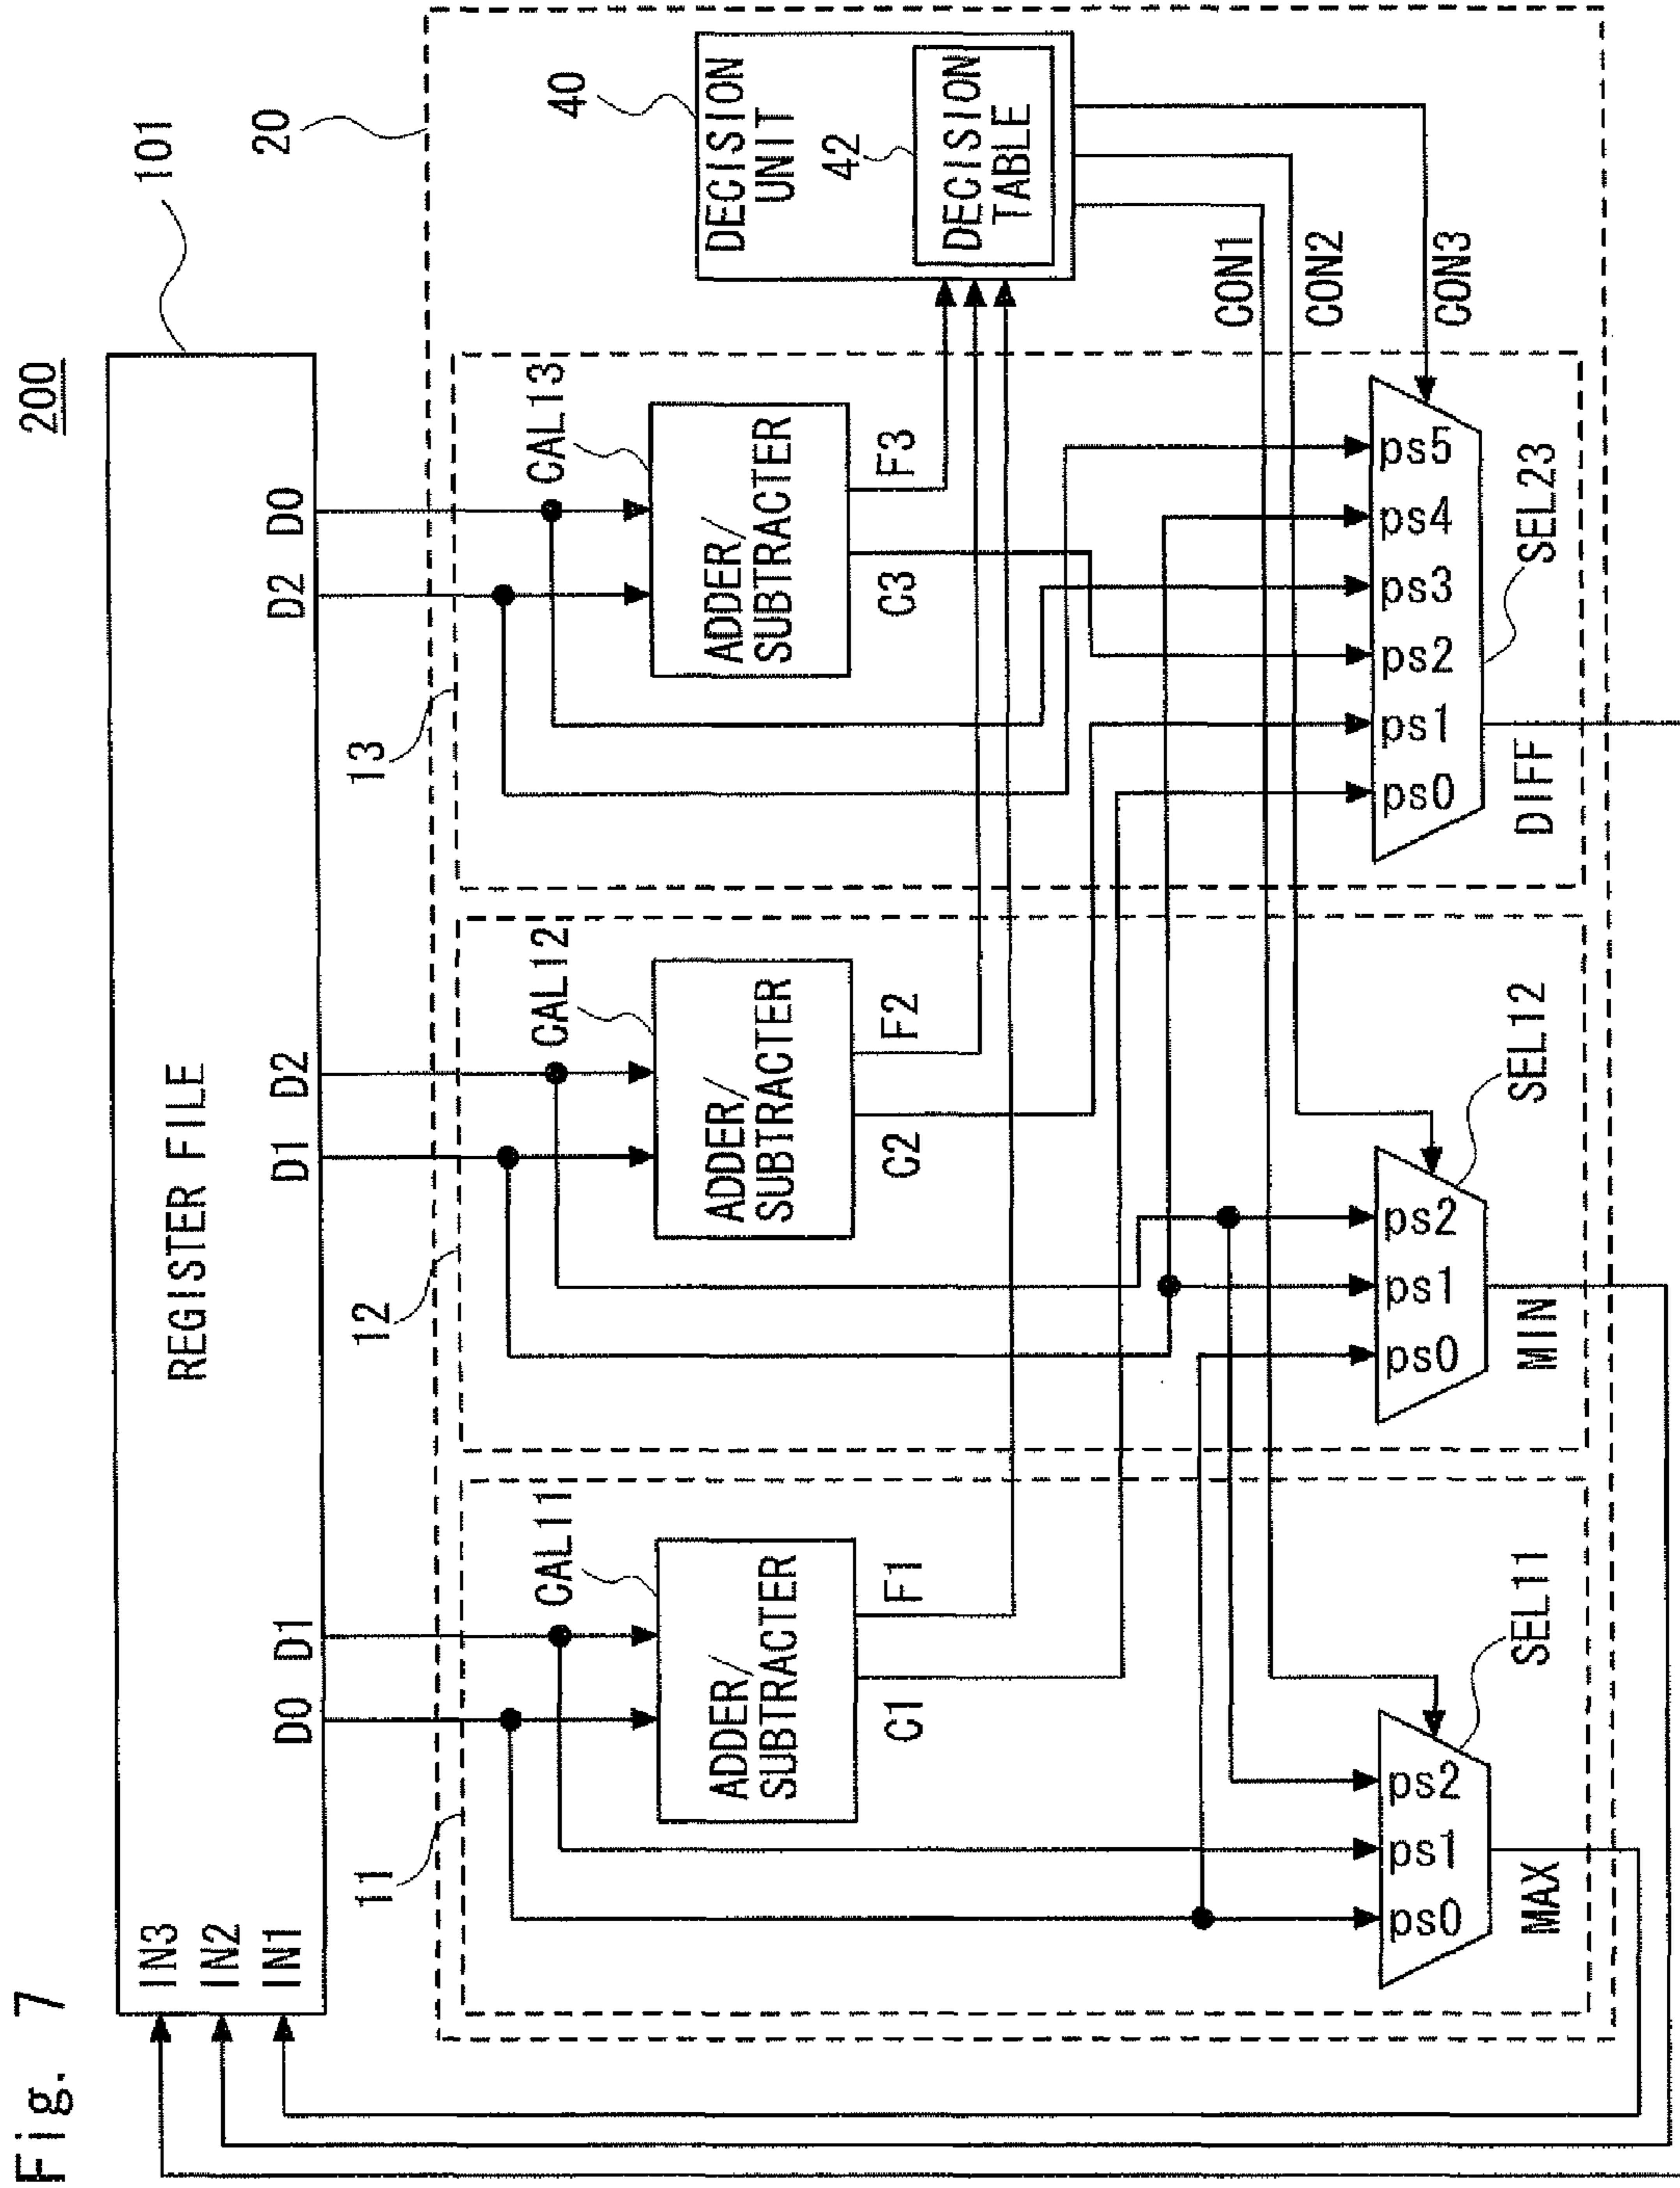 Fig. 7
200
101
REGISTER FILE
IN3
IN2
IN1
D0
D1
D1
D2
D2
D0
20
11
12
13
CAL11
CAL12
CAL13
ADDER/
SUBTRACTER
ADDER/
SUBTRACTER
ADDER/
SUBTRACTER
40
DECISION
UNIT
42
DECISION
TABLE
C1
F1
C2
F2
C3
F3
CON1
CON2
CON3
ps0
ps1
ps2
ps0
ps1
ps2
ps0
ps1
ps2
ps3
ps4
ps5
MAX
SEL11
MIN
SEL12
DIFF
SEL23